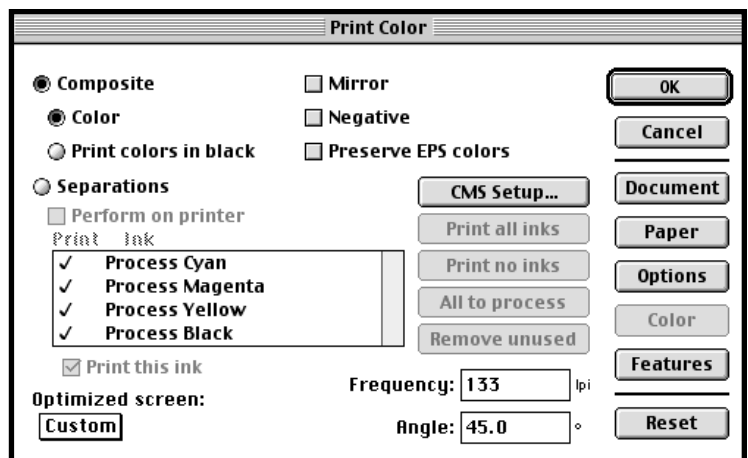 Print Color
Composite
Color
Print colors in black
Separations
Perform on printer
Print Ink
✓ Process Cyan
✓ Process Magenta
✓ Process Yellow
✓ Process Black
Print this ink
Optimized screen:
Custom
Mirror
Negative
Preserve EPS colors
CMS Setup...
Print all inks
Print no inks
All to process
Remove unused
Frequency: 133 lpi
Angle: 45.0 °
OK
Cancel
Document
Paper
Options
Color
Features
Reset